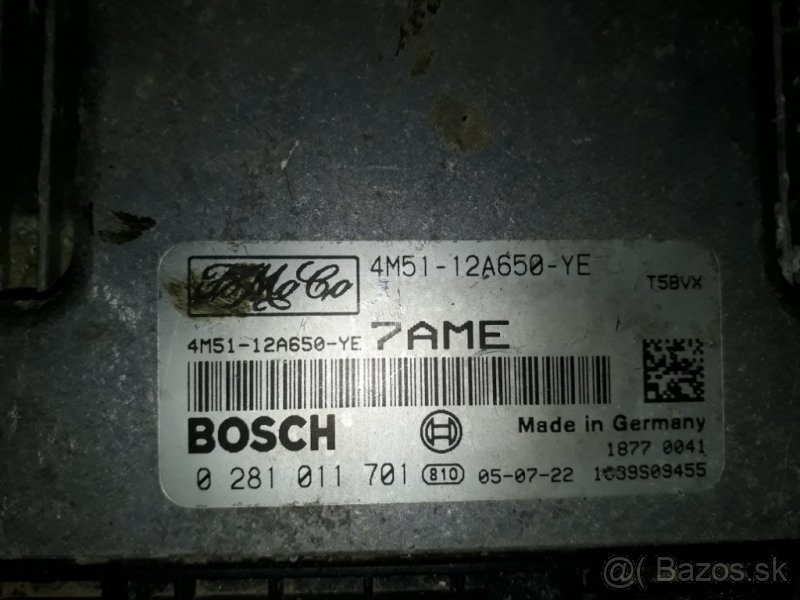 FoMoCo
4M51-12A650-YE
T5BVX
4M51-12A650-YE 7AME
BOSCH
Made in Germany
1877 0041
0 281 011 701 810 05-07-22 1639S09455
@ Bazos.sk